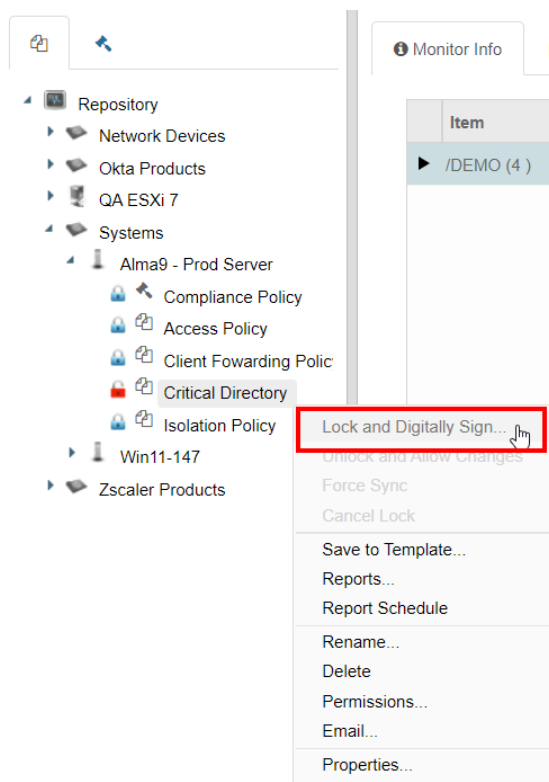 Monitor Info
Repository
Network Devices
Okta Products
QA ESXi 7
Systems
Alma9 - Prod Server
Compliance Policy
Access Policy
Client Fowarding Polic
Critical Directory
Isolation Policy
Win11-147
Zscaler Products
Item
/DEMO (4 )
Lock and Digitally Sign...
Unlock and Allow Changes
Force Sync
Cancel Lock
Save to Template...
Reports...
Report Schedule
Rename...
Delete
Permissions...
Email...
Properties...